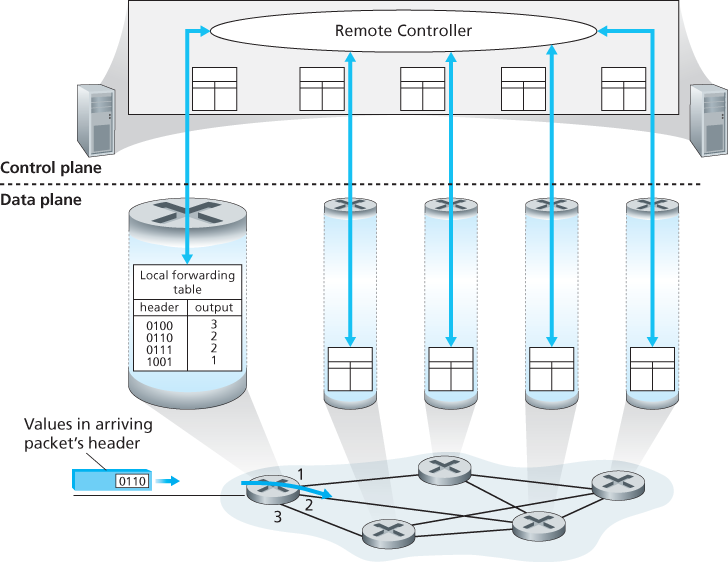 Remote Controller
Control plane
Data plane
Local forwarding
table
header output
0100 3
0110 2
0111 2
1001 1
Values in arriving
packet's header
0110
1
2
3